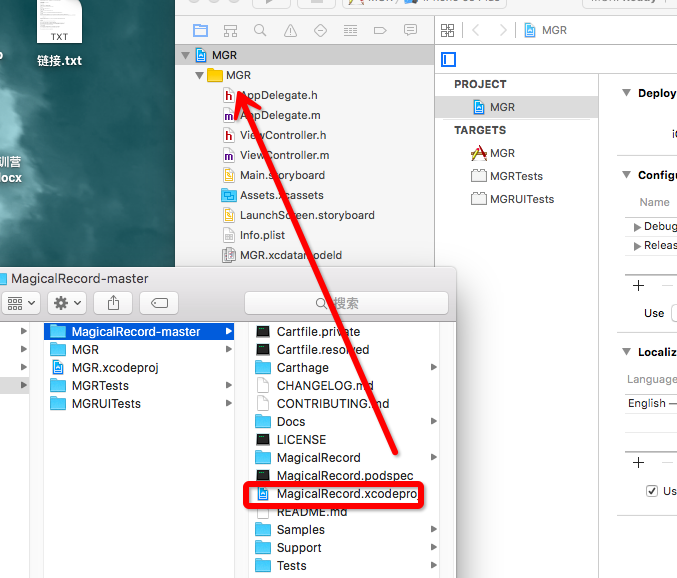 TXT
链接.txt
训营
ocx
MGR
MGR
AppDelegate.h
AppDelegate.m
ViewController.h
ViewController.m
Main.storyboard
Assets.xcassets
LaunchScreen.storyboard
Info.plist
MGR.xcdatamodeld
MGR
PROJECT
MGR
TARGETS
MGR
MGRTests
MGRUITests
Deploy
Configu
Name
Debug
Releas
Use
Localiz
Language
English —
Us
MagicalRecord-master
搜索
MagicalRecord-master
MGR
MGR.xcodeproj
MGRTests
MGRUITests
Cartfile.private
Cartfile.resolved
Carthage
CHANGELOG.md
CONTRIBUTING.md
Docs
LICENSE
MagicalRecord
MagicalRecord.podspec
MagicalRecord.xcodeproj
README.md
Samples
Support
Tests